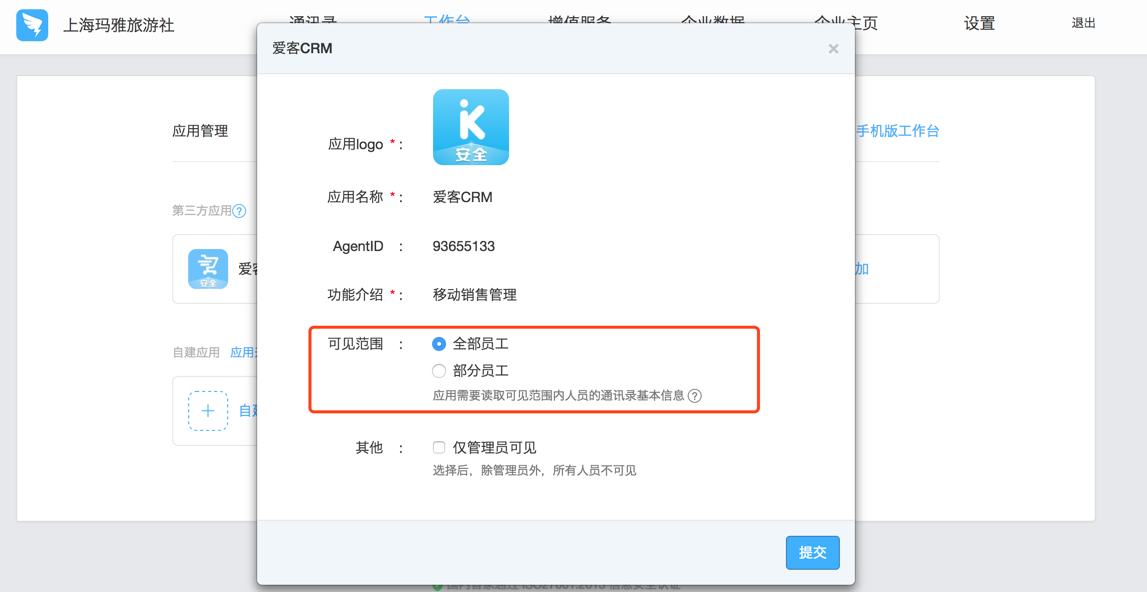 上海玛雅旅游社
通讯录 工作台 增值服务 企业数据 企业主页 设置 退出
爱客CRM ×
应用管理
手机版工作台
应用logo * :
安全
应用名称 * : 爱客CRM
第三方应用 ?
AgentID : 93655133
安全
爱客
加
功能介绍 * : 移动销售管理
可见范围 : 全部员工
部分员工
应用需要读取可见范围内人员的通讯录基本信息 ?
自建应用 应用
自建
其他 : 仅管理员可见
选择后，除管理员外，所有人员不可见
提交